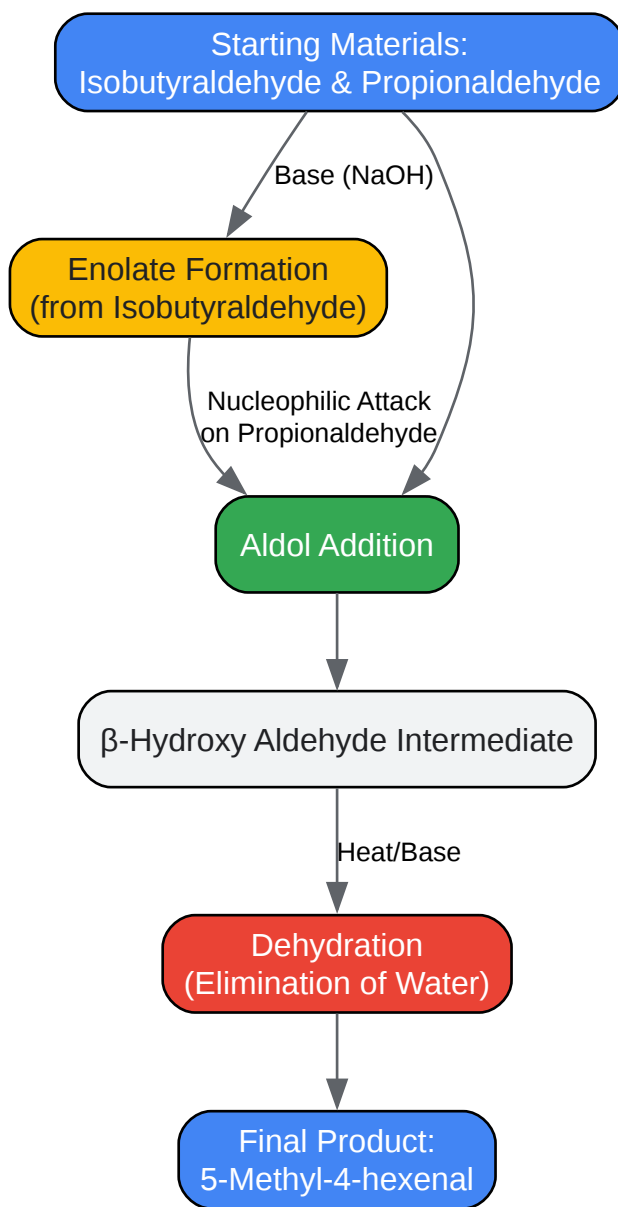 Starting Materials:
Isobutyraldehyde & Propionaldehyde
Base (NaOH)
Enolate Formation
(from Isobutyraldehyde)
Nucleophilic Attack
on Propionaldehyde
Aldol Addition
β-Hydroxy Aldehyde Intermediate
Heat/Base
Dehydration
(Elimination of Water)
Final Product:
5-Methyl-4-hexenal